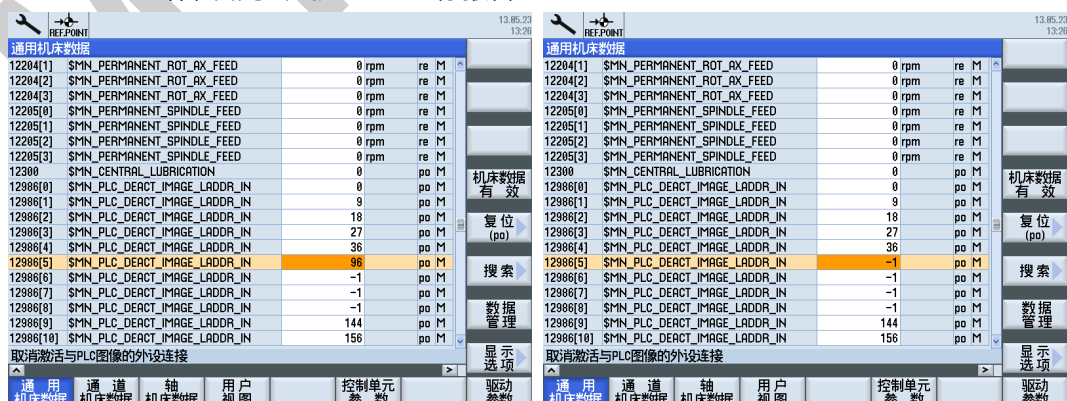 REF.POINT
13.05.23
13:26
通用机床数据
12204[1] $MN_PERMANENT_ROT_AX_FEED 0 rpm re M
12204[2] $MN_PERMANENT_ROT_AX_FEED 0 rpm re M
12204[3] $MN_PERMANENT_ROT_AX_FEED 0 rpm re M
12205[0] $MN_PERMANENT_SPINDLE_FEED 0 rpm re M
12205[1] $MN_PERMANENT_SPINDLE_FEED 0 rpm re M
12205[2] $MN_PERMANENT_SPINDLE_FEED 0 rpm re M
12205[3] $MN_PERMANENT_SPINDLE_FEED 0 rpm re M
12300 $MN_CENTRAL_LUBRICATION 0 po M
12986[0] $MN_PLC_DEACT_IMAGE_LADDR_IN 0 po M
12986[1] $MN_PLC_DEACT_IMAGE_LADDR_IN 9 po M
12986[2] $MN_PLC_DEACT_IMAGE_LADDR_IN 18 po M
12986[3] $MN_PLC_DEACT_IMAGE_LADDR_IN 27 po M
12986[4] $MN_PLC_DEACT_IMAGE_LADDR_IN 36 po M
12986[5] $MN_PLC_DEACT_IMAGE_LADDR_IN 96 po M
12986[6] $MN_PLC_DEACT_IMAGE_LADDR_IN -1 po M
12986[7] $MN_PLC_DEACT_IMAGE_LADDR_IN -1 po M
12986[8] $MN_PLC_DEACT_IMAGE_LADDR_IN -1 po M
12986[9] $MN_PLC_DEACT_IMAGE_LADDR_IN 144 po M
12986[10] $MN_PLC_DEACT_IMAGE_LADDR_IN 156 po M
取消激活与PLC图像的外设连接
机床数据
有 效
复位
(po)
搜索
数据
管理
显示
选项
通 用
机床数据
通 道
机床数据
轴
机床数据
用户
视图
控制单元
参 数
驱动
参数
REF.POINT
13.05.23
13:26
通用机床数据
12204[1] $MN_PERMANENT_ROT_AX_FEED 0 rpm re M
12204[2] $MN_PERMANENT_ROT_AX_FEED 0 rpm re M
12204[3] $MN_PERMANENT_ROT_AX_FEED 0 rpm re M
12205[0] $MN_PERMANENT_SPINDLE_FEED 0 rpm re M
12205[1] $MN_PERMANENT_SPINDLE_FEED 0 rpm re M
12205[2] $MN_PERMANENT_SPINDLE_FEED 0 rpm re M
12205[3] $MN_PERMANENT_SPINDLE_FEED 0 rpm re M
12300 $MN_CENTRAL_LUBRICATION 0 po M
12986[0] $MN_PLC_DEACT_IMAGE_LADDR_IN 0 po M
12986[1] $MN_PLC_DEACT_IMAGE_LADDR_IN 9 po M
12986[2] $MN_PLC_DEACT_IMAGE_LADDR_IN 18 po M
12986[3] $MN_PLC_DEACT_IMAGE_LADDR_IN 27 po M
12986[4] $MN_PLC_DEACT_IMAGE_LADDR_IN 36 po M
12986[5] $MN_PLC_DEACT_IMAGE_LADDR_IN -1 po M
12986[6] $MN_PLC_DEACT_IMAGE_LADDR_IN -1 po M
12986[7] $MN_PLC_DEACT_IMAGE_LADDR_IN -1 po M
12986[8] $MN_PLC_DEACT_IMAGE_LADDR_IN -1 po M
12986[9] $MN_PLC_DEACT_IMAGE_LADDR_IN 144 po M
12986[10] $MN_PLC_DEACT_IMAGE_LADDR_IN 156 po M
取消激活与PLC图像的外设连接
机床数据
有 效
复位
(po)
搜索
数据
管理
显示
选项
通 用
机床数据
通 道
机床数据
轴
机床数据
用户
视图
控制单元
参 数
驱动
参数